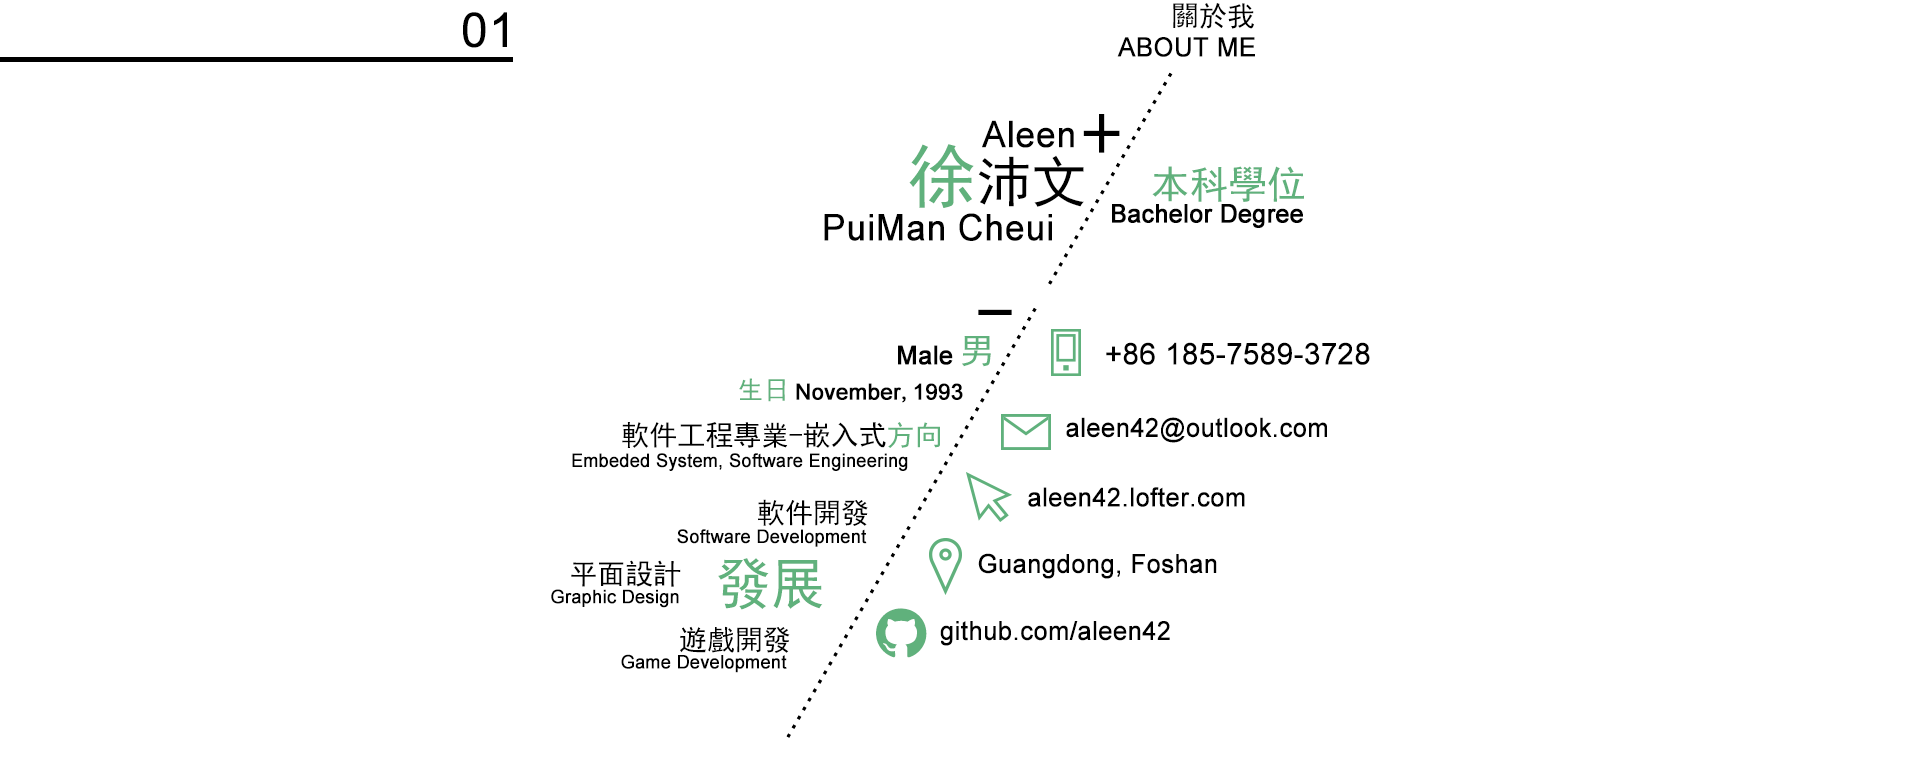 01
關於我
ABOUT ME
Aleen
徐沛文
PuiMan Cheui
本科學位
Bachelor Degree
Male 男
生日 November, 1993
軟件工程專業-嵌入式方向
Embeded System, Software Engineering
軟件開發
Software Development
平面設計
Graphic Design
發展
遊戲開發
Game Development
+86 185-7589-3728
aleen42@outlook.com
aleen42.lofter.com
Guangdong, Foshan
github.com/aleen42